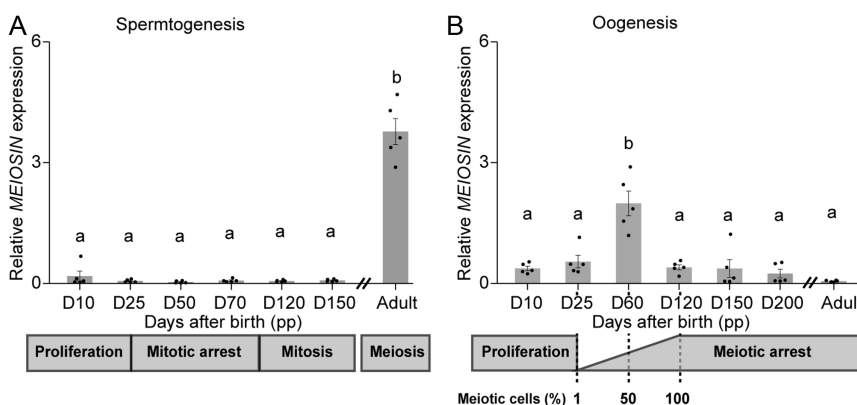 A
Spermtogenesis
Relative MEIOSIN expression
6
3
0
a
a
a
a
a
a
b
D10
D25
D50
D70
D120
D150
Adult
Days after birth (pp)
Proliferation
Mitotic arrest
Mitosis
Meiosis
B
Oogenesis
Relative MEIOSIN expression
6
3
0
a
a
b
a
a
a
a
D10
D25
D60
D120
D150
D200
Adul
Days after birth (pp)
Proliferation
Meiotic arrest
Meiotic cells (%)
1
50
100